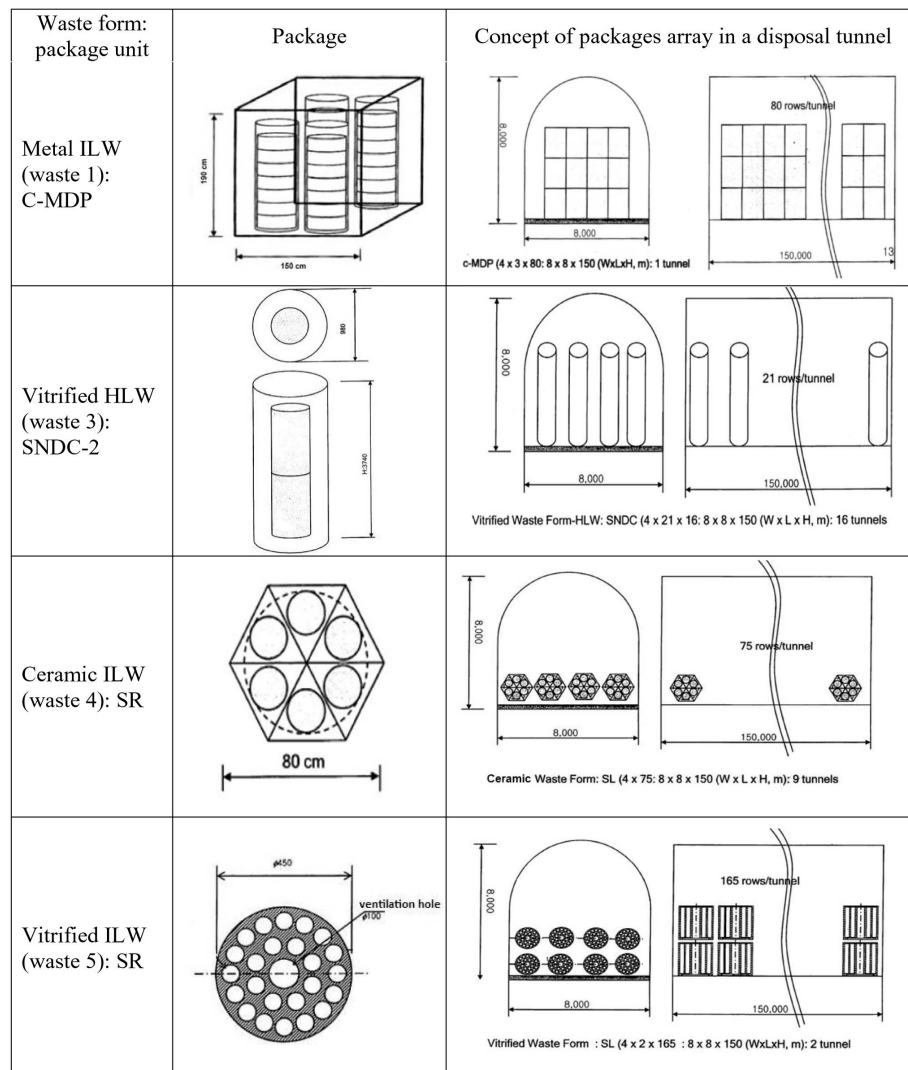 Waste form:
package unit
Package
Concept of packages array in a disposal tunnel
Metal ILW
(waste 1):
C-MDP
190 cm
150 cm
8,000
8,000
80 rows/tunnel
150,000
13
c-MDP (4 x 3 x 80: 8 x 8 x 150 (WxLxH, m): 1 tunnel
Vitrified HLW
(waste 3):
SNDC-2
980
H:3740
8,000
8,000
21 rows/tunnel
150,000
Vitrified Waste Form-HLW: SNDC (4 x 21 x 16: 8 x 8 x 150 (W x L x H, m): 16 tunnels
Ceramic ILW
(waste 4): SR
80 cm
8,000
8,000
75 rows/tunnel
150,000
Ceramic Waste Form: SL (4 x 75: 8 x 8 x 150 (W x L x H, m): 9 tunnels
Vitrified ILW
(waste 5): SR
ø450
ventilation hole
ø100
8,000
8,000
165 rows/tunnel
150,000
Vitrified Waste Form : SL (4 x 2 x 165 : 8 x 8 x 150 (WxLxH, m): 2 tunnel